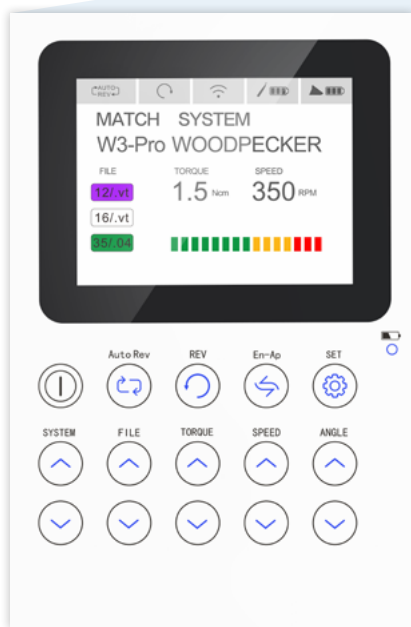 AUTO
REV
MATCH SYSTEM
W3-Pro WOODPECKER
FILE TORQUE SPEED
12/.vt 1.5 Ncm 350 RPM
16/.vt
35/.04
Auto Rev REV En-Ap SET
SYSTEM FILE TORQUE SPEED ANGLE